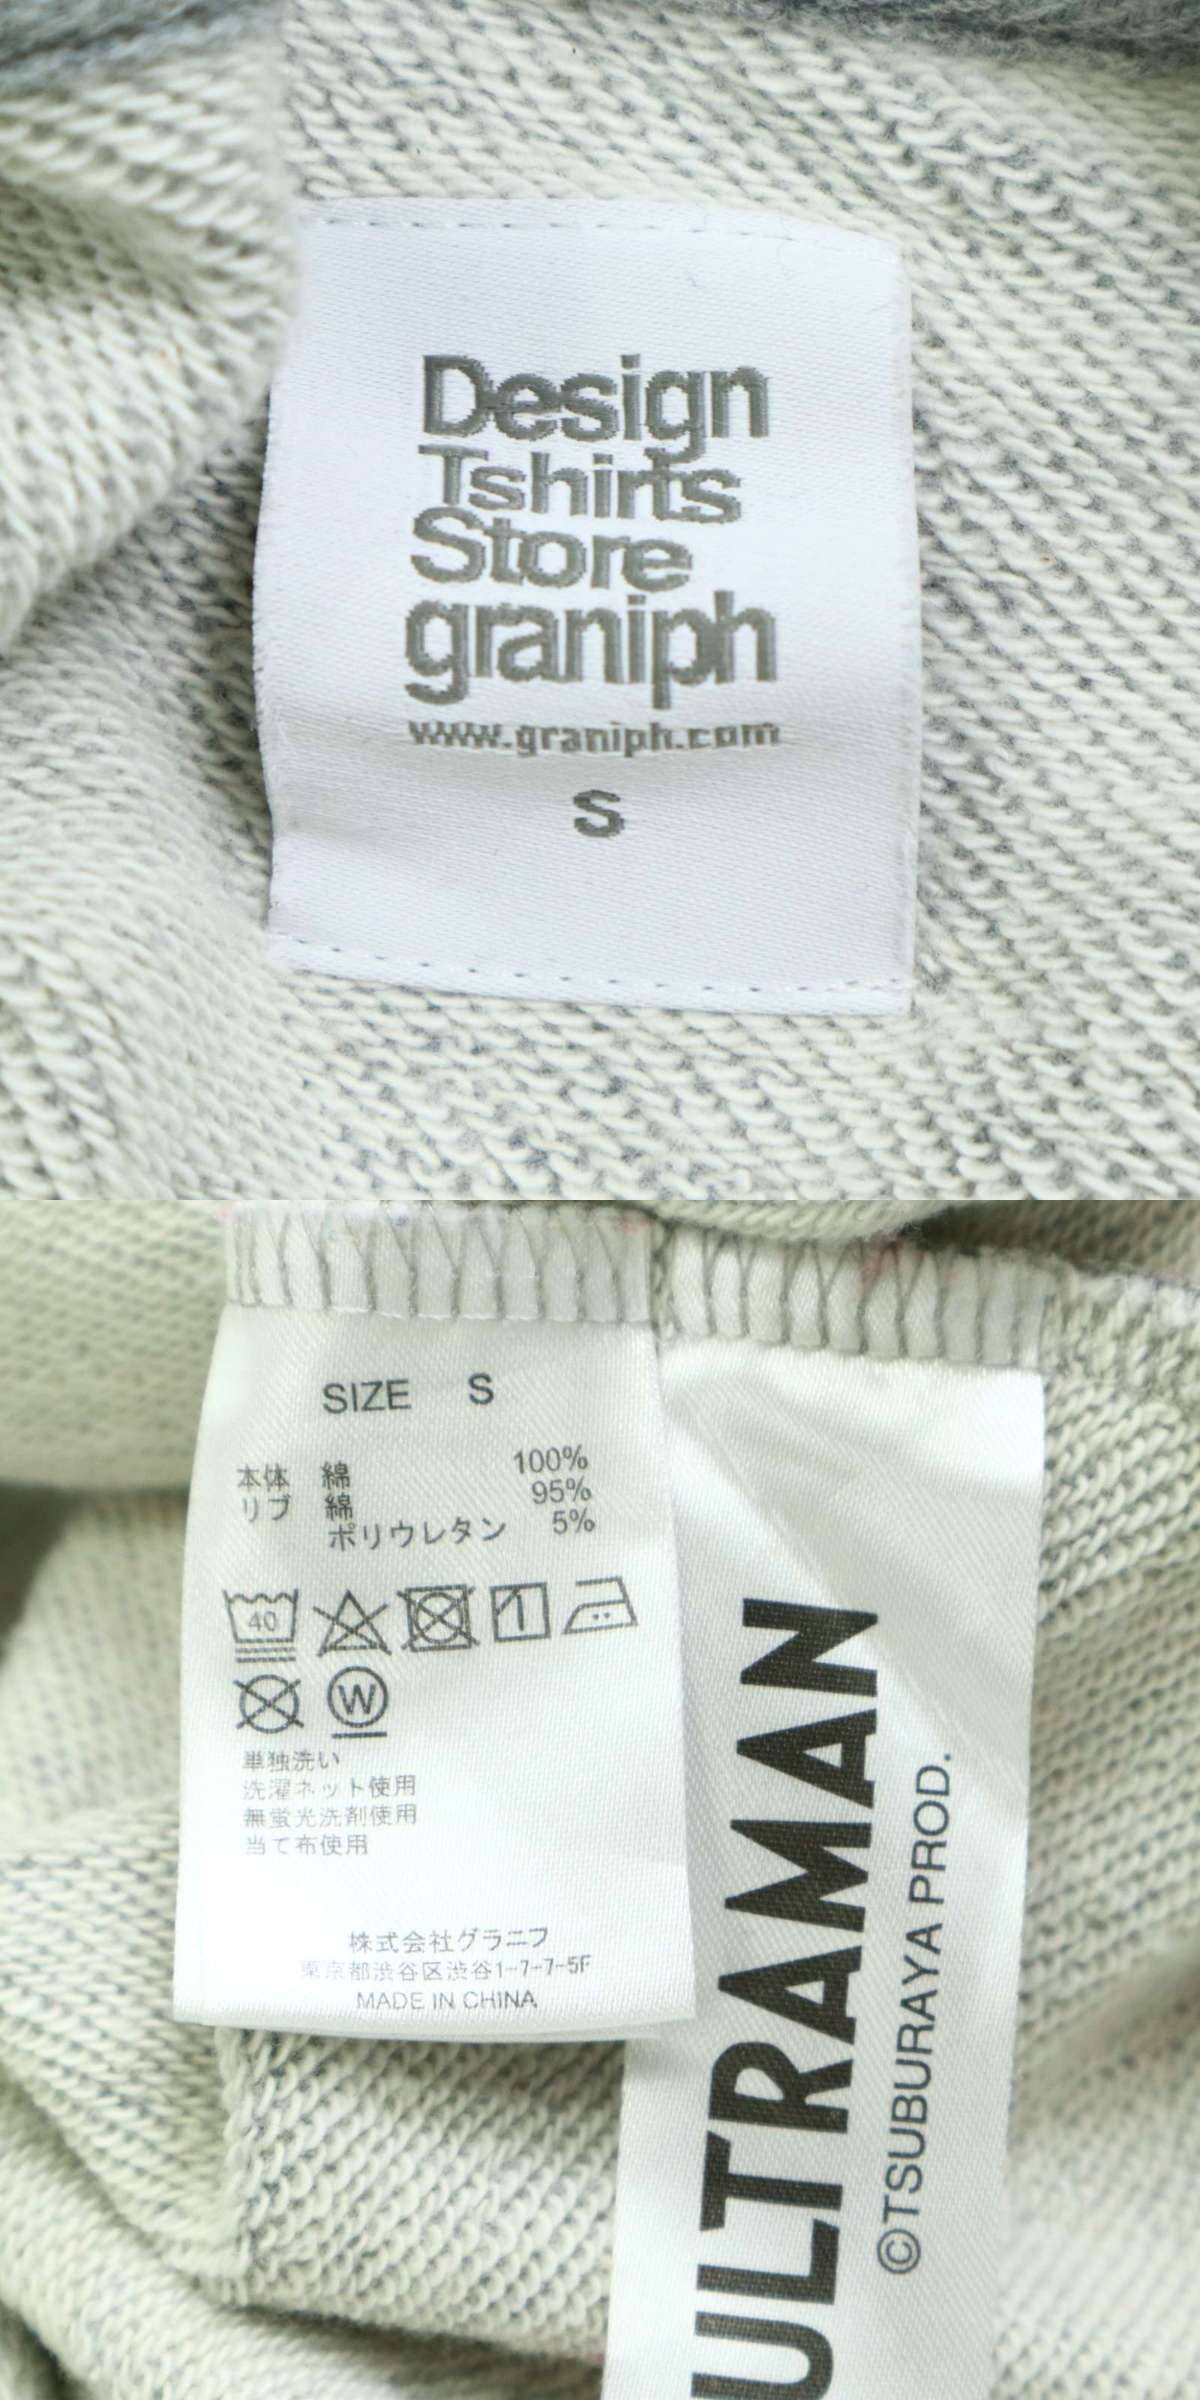 Design
Tshirts
Store
graniph
www.graniph.com
S
SIZE S
本体 綿 100%
リブ 綿 95%
ポリウレタン 5%
40
W
単独洗い
洗濯ネット使用
無蛍光洗剤使用
当て布使用
株式会社グラニフ
東京都渋谷区渋谷1-7-7-5F
MADE IN CHINA
ULTRAMAN
©TSUBURAYA PROD.